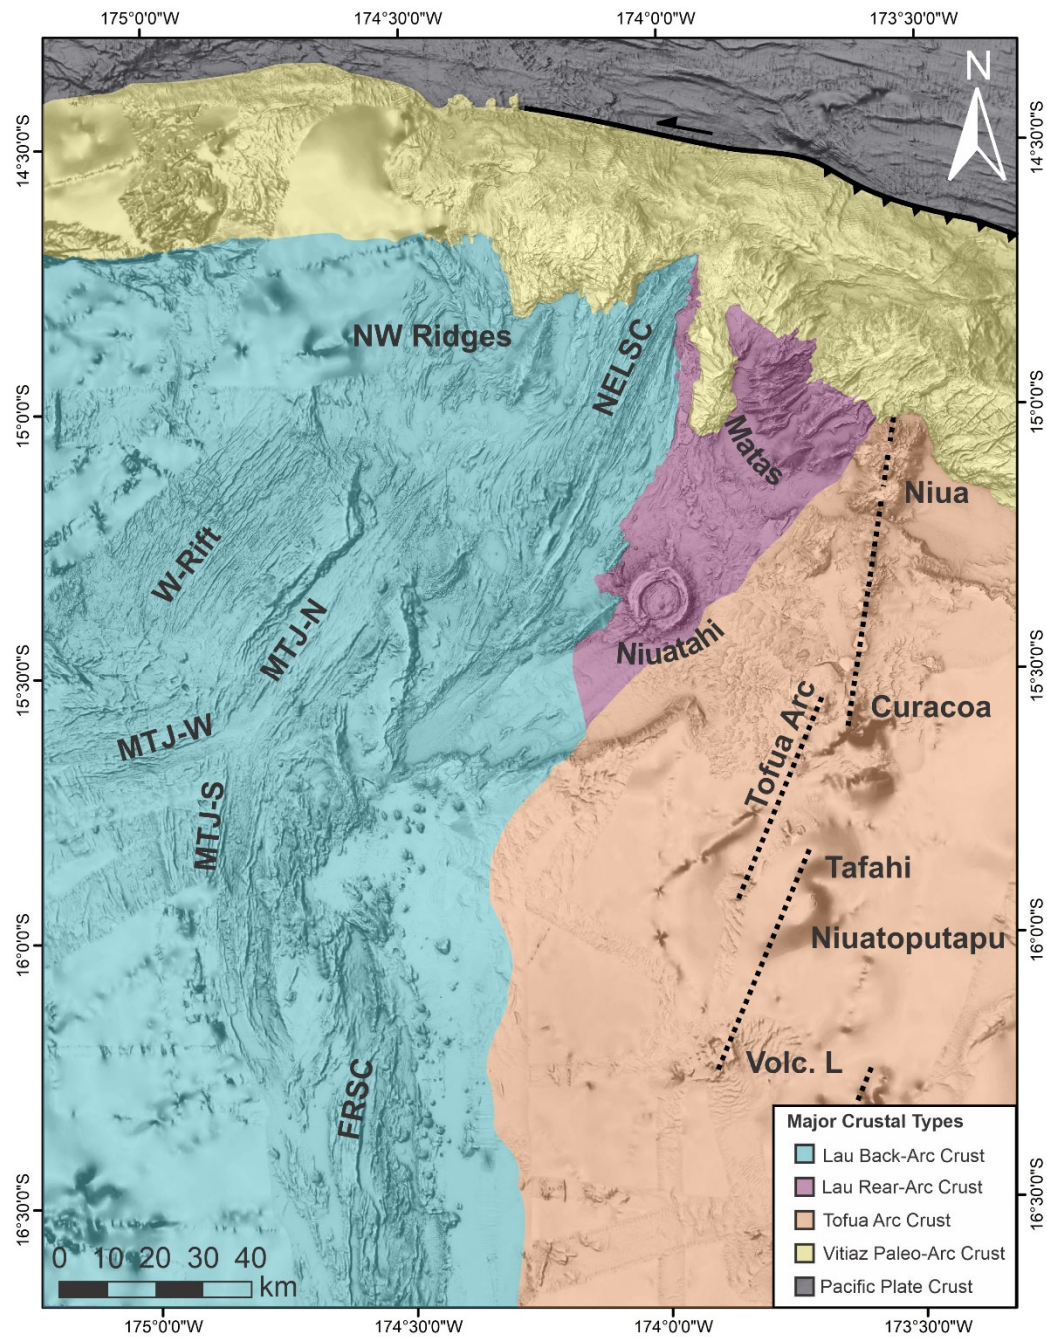 175°0'0"W 174°30'0"W 174°0'0"W 173°30'0"W
N
14°30'0"S 14°30'0"S
NW Ridges
NELSC
15°0'0"S 15°0'0"S
Matas
Niua
W-Rift
MTJ-N
Niuatahi
15°30'0"S 15°30'0"S
Tofua Arc
Curacoa
MTJ-W
MTJ-S
Tafahi
Niuatoputapu
16°0'0"S 16°0'0"S
Volc. L
FRSC
Major Crustal Types
Lau Back-Arc Crust
Lau Rear-Arc Crust
Tofua Arc Crust
Vitiaz Paleo-Arc Crust
Pacific Plate Crust
16°30'0"S 16°30'0"S
0 10 20 30 40
km
175°0'0"W 174°30'0"W 174°0'0"W 173°30'0"W